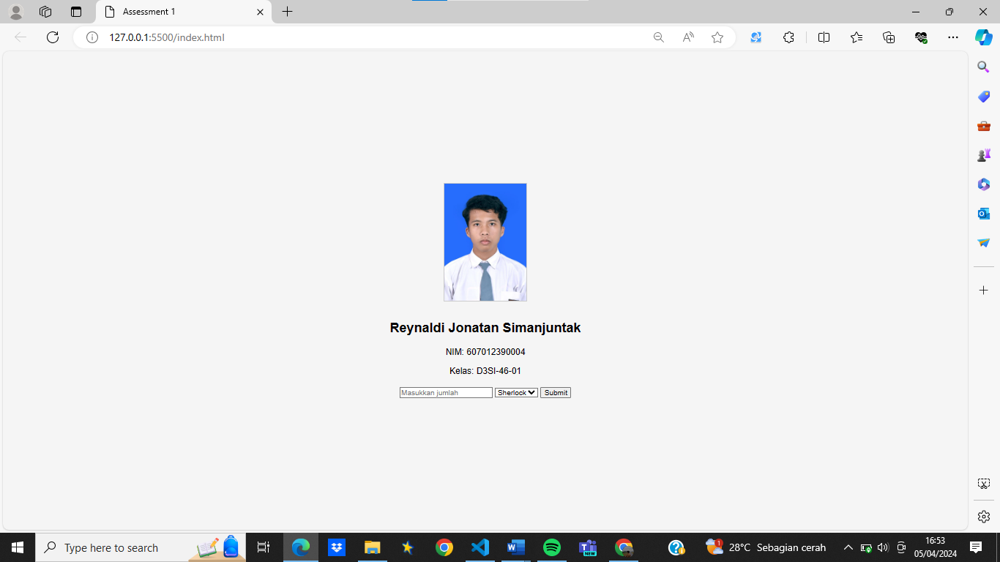 Assessment 1
127.0.0.1:5500/index.html
Reynaldi Jonatan Simanjuntak
NIM: 607012390004
Kelas: D3SI-46-01
Masukkan jumlah Sherlock Submit
Type here to search
NEW
1
28°C Sebagian cerah
16:53
05/04/2024